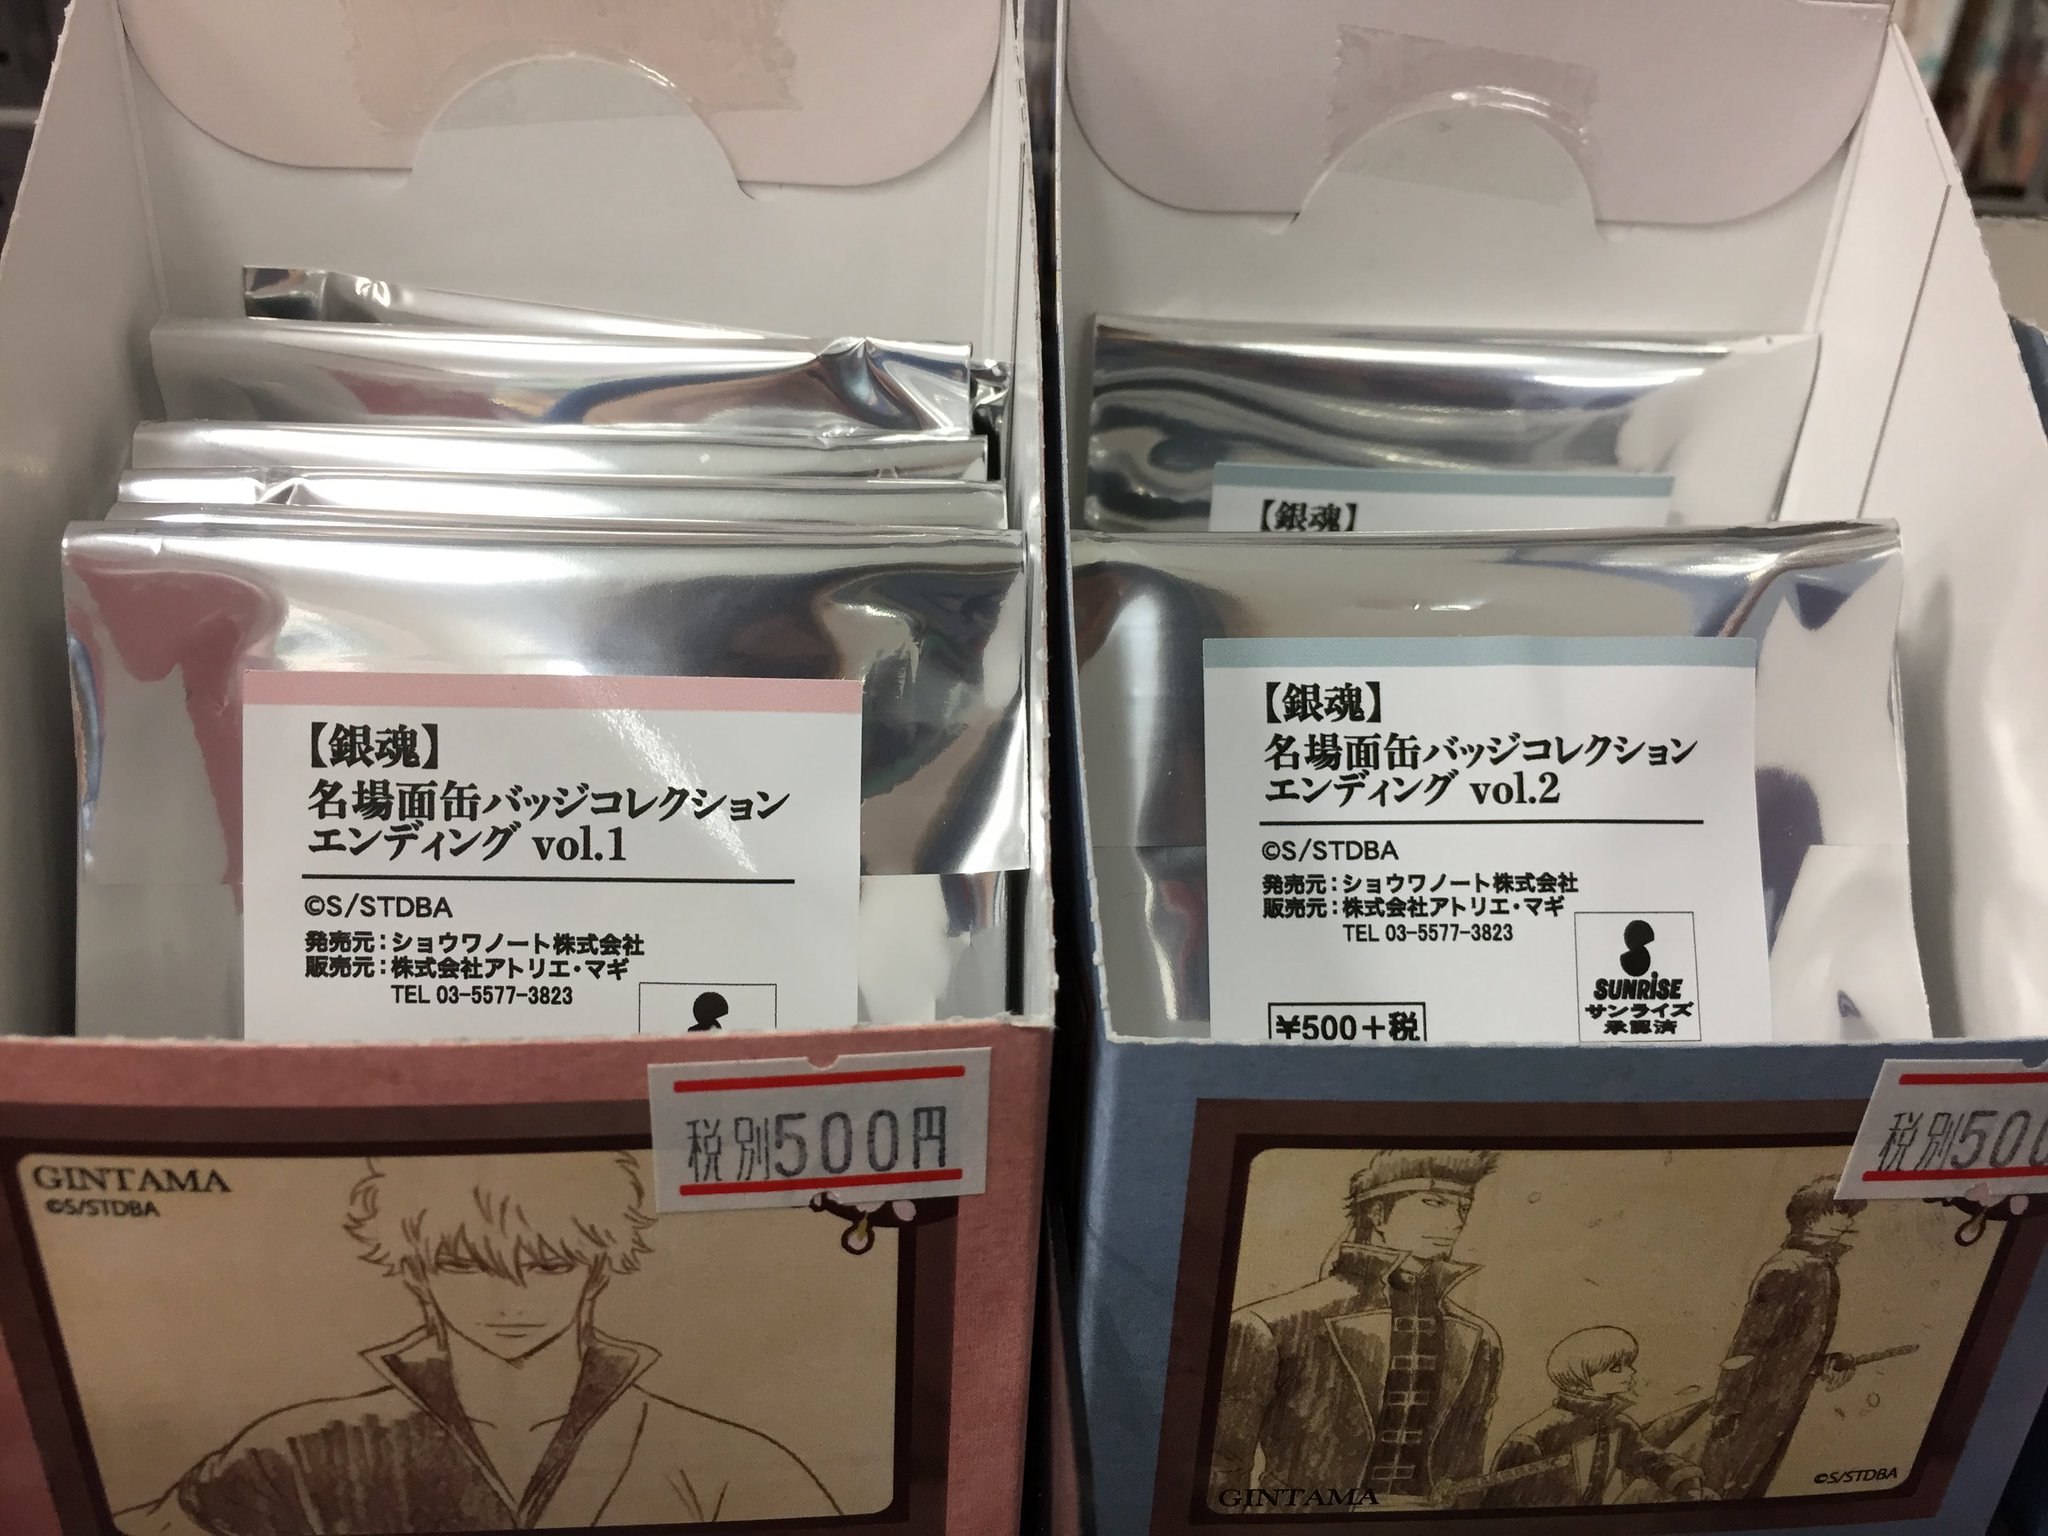 【銀魂】
名場面缶バッジコレクション
エンディング vol.1
©S/STDBA
発売元：ショウワノート株式会社
販売元：株式会社アトリエ・マギ
TEL 03-5577-3823
税別500円
GINTAMA
©S/STDBA
【銀魂】
【銀魂】
名場面缶バッジコレクション
エンディング vol.2
©S/STDBA
発売元：ショウワノート株式会社
販売元：株式会社アトリエ・マギ
TEL 03-5577-3823
SUNRISE
サンライズ
承認済
¥500+税
税別500
GINTAMA
©S/STDBA